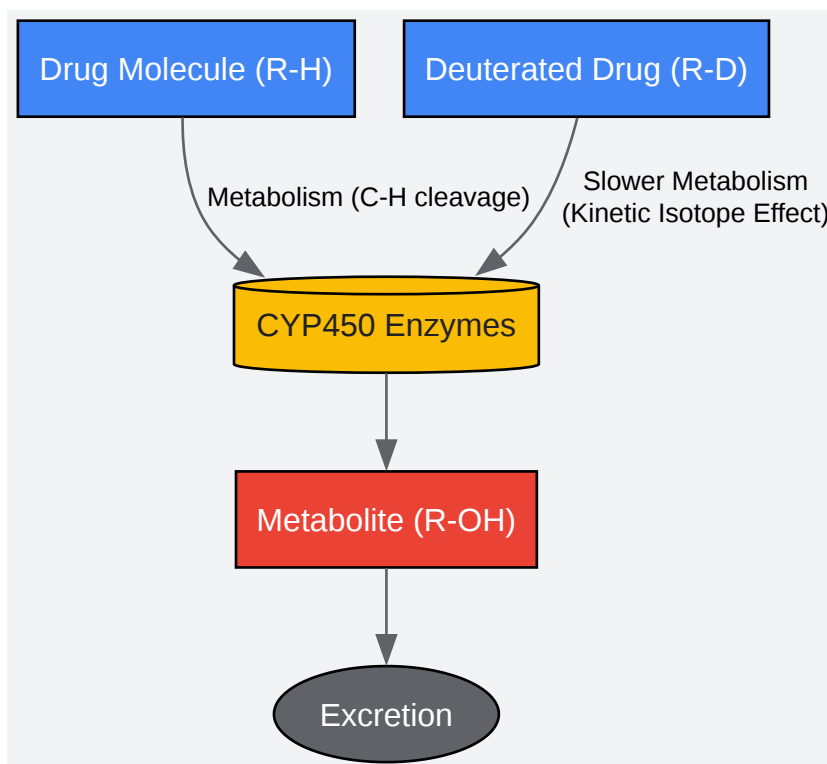 Drug Molecule (R-H)
Deuterated Drug (R-D)
Metabolism (C-H cleavage)
Slower Metabolism
(Kinetic Isotope Effect)
CYP450 Enzymes
Metabolite (R-OH)
Excretion